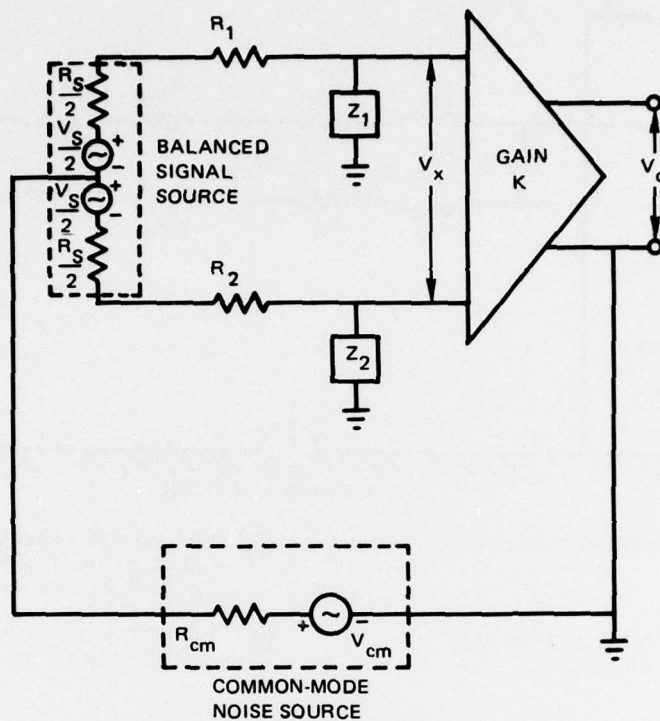 R1
RS
2
VS
2
+
-
Z1
BALANCED
SIGNAL
SOURCE
VS
2
+
-
RS
2
Vx
GAIN
K
R2
Z2
Rcm
+
-
Vcm
COMMON-MODE
NOISE SOURCE